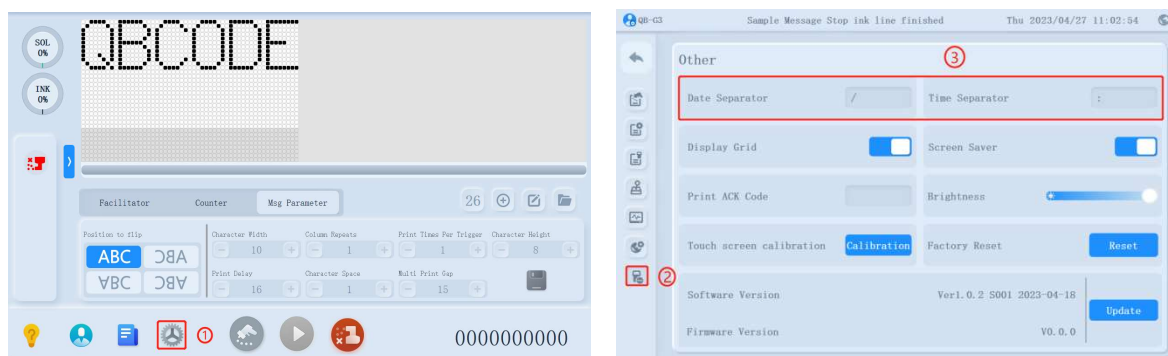 SOL
0%
INK
0%
QBCODE
Facilitator Counter Msg Parameter 26
Position to flip Character Width Column Repeats Print Times Per Trigger Character Height
ABC ABC 10 1 1 8
ABC ABC Print Delay Character Space Multi Print Gap
16 1 15
① 0000000000
QB-G3 Sample Message Stop ink line finished Thu 2023/04/27 11:02:54
Other ③
Date Separator / Time Separator :
Display Grid Screen Saver
Print ACK Code Brightness
Touch screen calibration Calibration Factory Reset Reset
②
Software Version Ver1.0.2 S001 2023-04-18
Update
Firmware Version V0.0.0